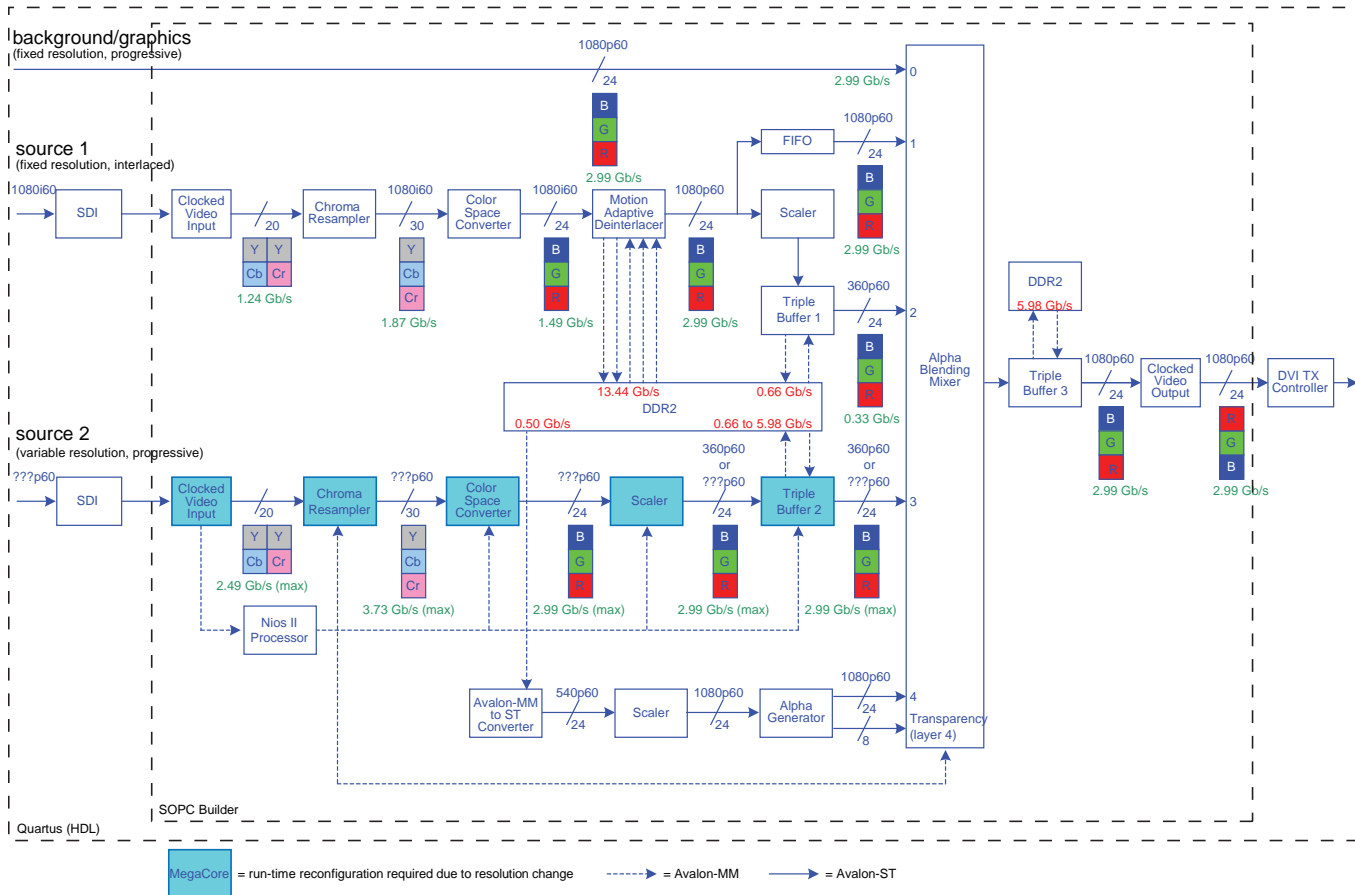 background/graphics
(fixed resolution, progressive)
1080p60
24
B
G
R
2.99 Gb/s
2.99 Gb/s
0
source 1
(fixed resolution, interlaced)
1080i60
SDI
Clocked
Video
Input
20
Y Y
Cb Cr
1.24 Gb/s
Chroma
Resampler
1080i60
30
Y
Cb
Cr
1.87 Gb/s
Color
Space
Converter
1080i60
24
B
G
R
1.49 Gb/s
Motion
Adaptive
Deinterlacer
1080p60
24
B
G
R
2.99 Gb/s
FIFO
1080p60
24
1
B
G
R
2.99 Gb/s
Scaler
Triple
Buffer 1
360p60
24
2
B
G
R
0.33 Gb/s
13.44 Gb/s
0.66 Gb/s
DDR2
0.50 Gb/s
0.66 to 5.98 Gb/s
Alpha
Blending
Mixer
DDR2
5.98 Gb/s
Triple
Buffer 3
1080p60
24
B
G
R
2.99 Gb/s
Clocked
Video
Output
1080p60
24
R
G
B
2.99 Gb/s
DVI TX
Controller
source 2
(variable resolution, progressive)
???p60
SDI
Clocked
Video
Input
20
Y Y
Cb Cr
2.49 Gb/s (max)
Chroma
Resampler
???p60
30
Y
Cb
Cr
3.73 Gb/s (max)
Color
Space
Converter
???p60
24
B
G
R
2.99 Gb/s (max)
Scaler
360p60
or
???p60
24
B
G
R
2.99 Gb/s (max)
Triple
Buffer 2
360p60
or
???p60
24
3
B
G
R
2.99 Gb/s (max)
Nios II
Processor
Avalon-MM
to ST
Converter
540p60
24
Scaler
1080p60
24
Alpha
Generator
1080p60
24
4
8
Transparency
(layer 4)
SOPC Builder
Quartus (HDL)
MegaCore
= run-time reconfiguration required due to resolution change
= Avalon-MM
= Avalon-ST